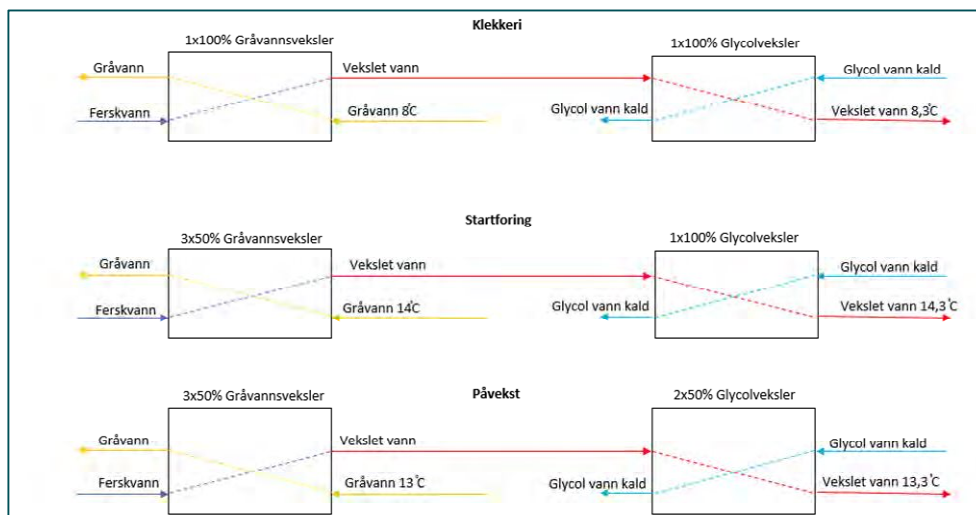 Klekkeri
1x100% Gråvannsveksler
1x100% Glycolveksler
Gråvann
Vekslet vann
Glycol vann kald
Ferskvann
Gråvann 8℃
Glycol vann kald
Vekslet vann 8,3℃
Startforing
3x50% Gråvannsveksler
1x100% Glycolveksler
Gråvann
Vekslet vann
Glycol vann kald
Ferskvann
Gråvann 14℃
Glycol vann kald
Vekslet vann 14,3℃
Påvekst
3x50% Gråvannsveksler
2x50% Glycolveksler
Gråvann
Vekslet vann
Glycol vann kald
Ferskvann
Gråvann 13℃
Glycol vann kald
Vekslet vann 13,3℃